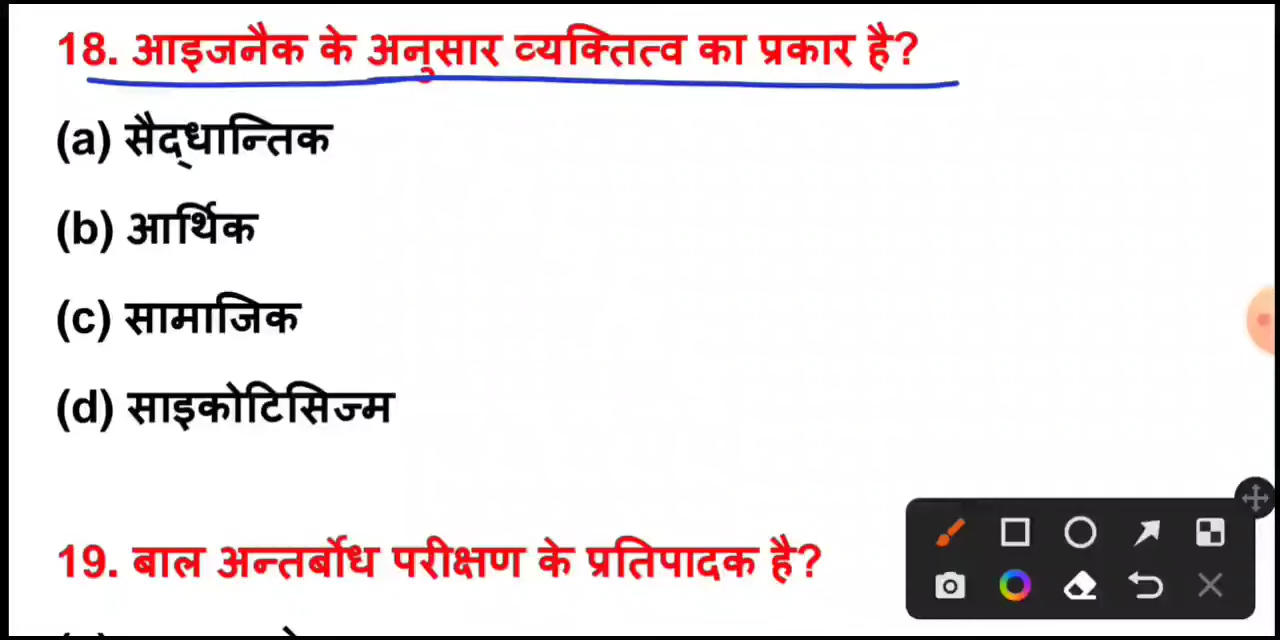 18. आइजनैक के अनुसार व्यक्तित्व का प्रकार है?
(a) सैद्धान्तिक
(b) आर्थिक
(c) सामाजिक
(d) साइकोटिसिज्म
19. बाल अन्तर्बोध परीक्षण के प्रतिपादक है?